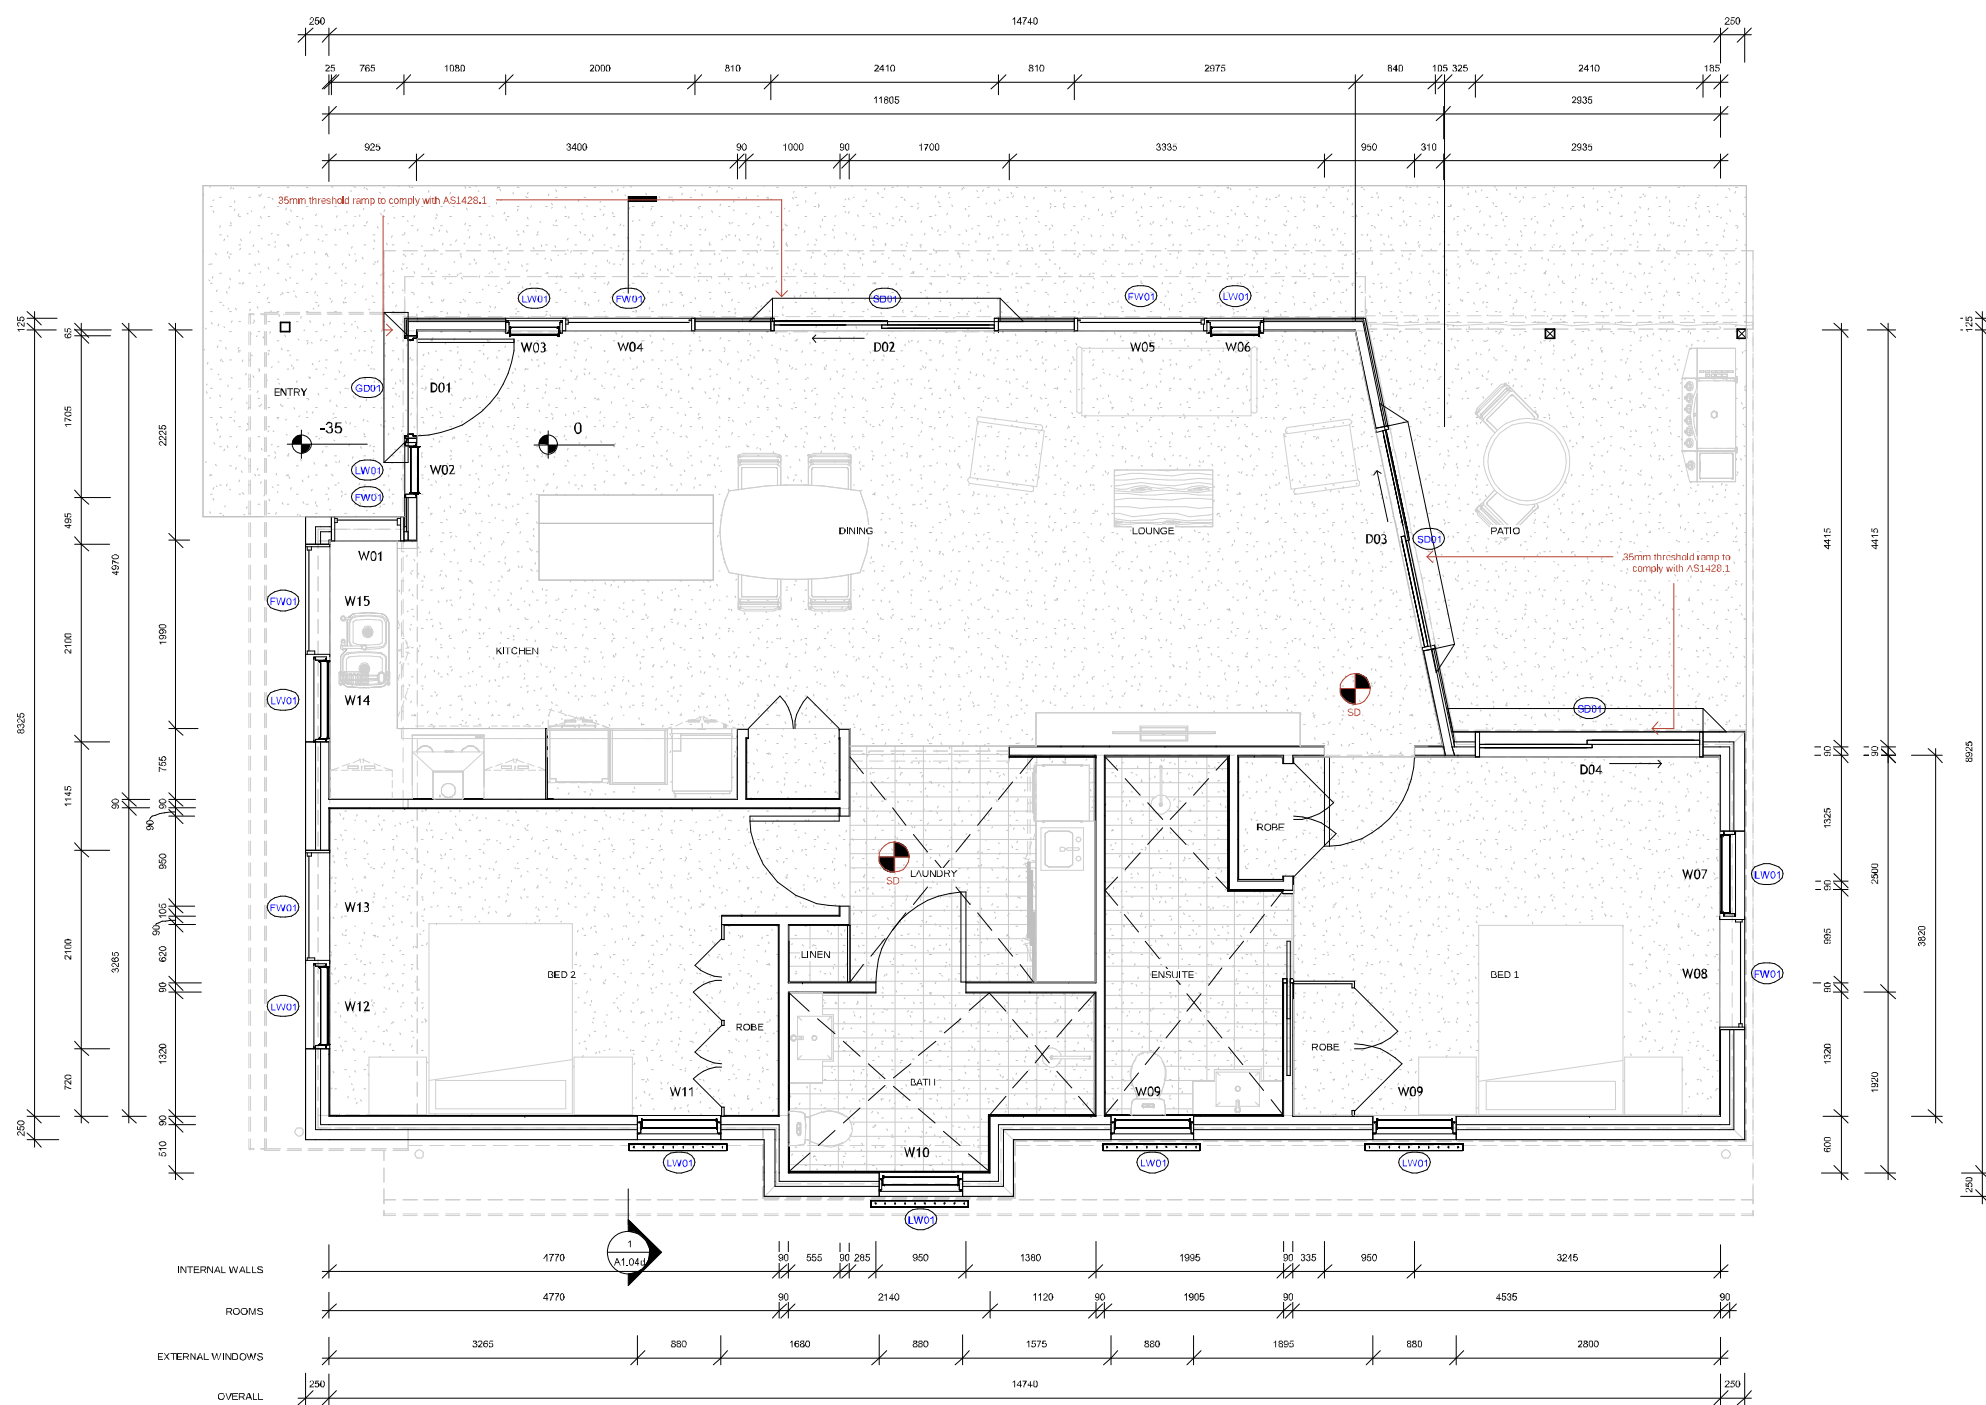 250 14740 250
25 765 1080 2000 810 2410 810 2975 840 105 325 2410 185
11805 2935
925 3400 90 1000 90 1700 3335 950 310 2935
35mm threshold ramp to comply with AS1428.1
LW01 FW01 SD01 FW01 LW01
W03 W04 D02 W05 W06
ENTRY GD01 D01
-35 0
LW01 W02
FW01
DINING LOUNGE PATIO
D03 SD01
W01
35mm threshold ramp to
comply with AS1428.1
FW01 W15
KITCHEN
LW01 W14
SD
SD01
D04
ROBE
SD LAUNDRY
W07 LW01
FW01 W13
LINEN
BED 2 ENSUITE BED 1 W08 FW01
LW01 W12
ROBE ROBE
BATH
W11 W09 W09
W10
LW01 LW01 LW01
LW01
125 8325 250
65 1705 495 2100 1145 2100 720
4970 90 3265
2225 1990 755 90 90 950 105 90 620 90 1320 90 510
4415 90 1325 90 995 90 1320 600
4415 90 2500 1920
3820
125 8925 250
1
A1.04d
INTERNAL WALLS 4770 90 555 90 285 950 1380 1995 90 335 950 3245
ROOMS 4770 90 2140 1120 90 1905 90 4535 90
EXTERNAL WINDOWS 3265 880 1680 880 1575 880 1895 880 2800
OVERALL 250 14740 250